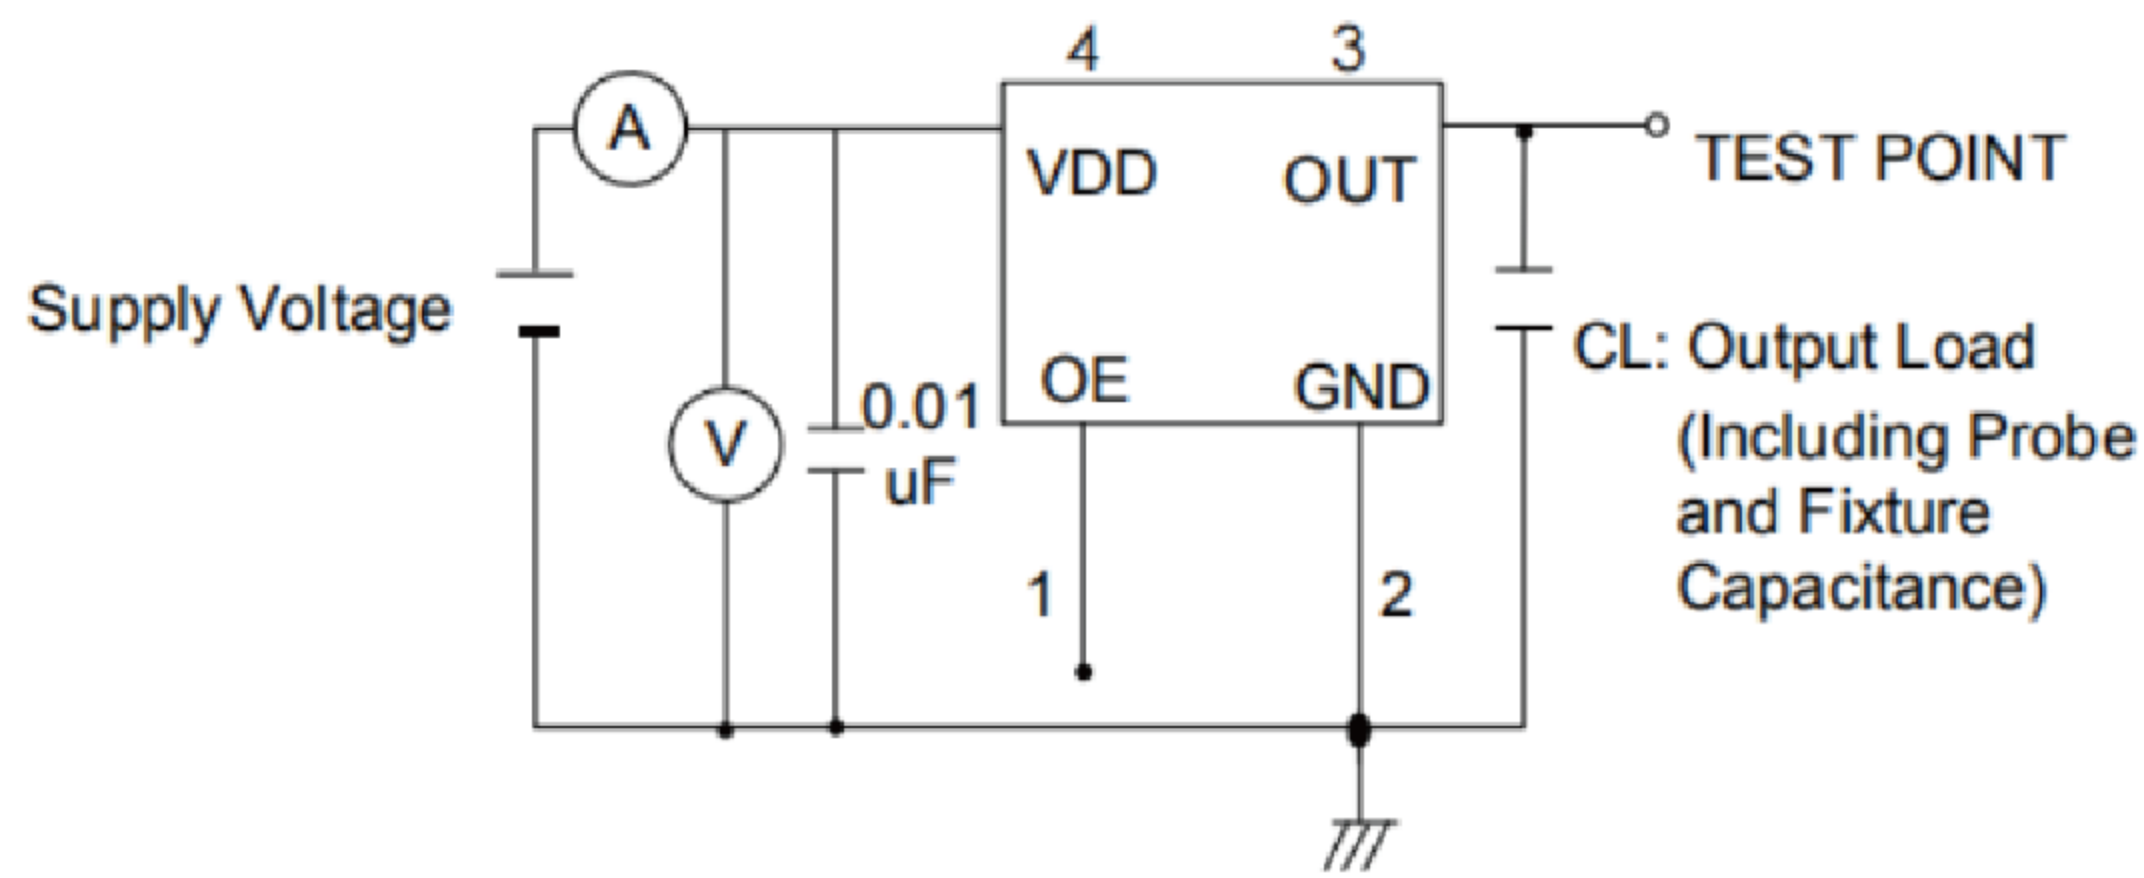 4
3
A
VDD
OUT
TEST POINT
Supply Voltage
OE
GND
V
0.01
uF
CL: Output Load
(Including Probe
and Fixture
Capacitance)
1
2